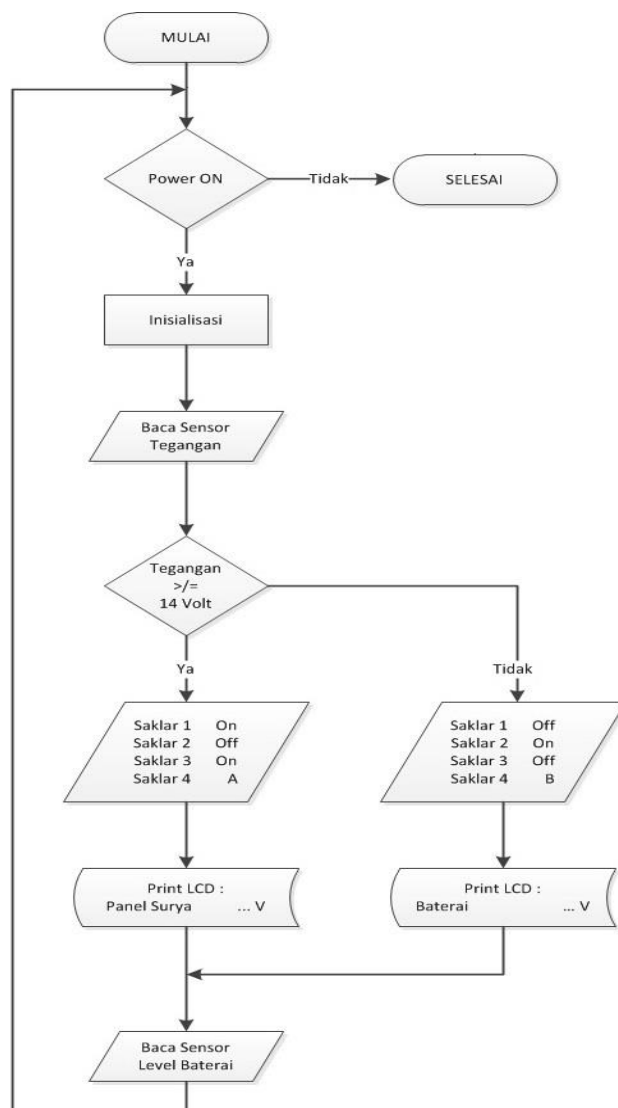 MULAI
Power ON
Tidak
SELESAI
Ya
Inisialisasi
Baca Sensor
Tegangan
Tegangan
>/=
14 Volt
Ya
Tidak
Saklar 1 On
Saklar 2 Off
Saklar 3 On
Saklar 4 A
Saklar 1 Off
Saklar 2 On
Saklar 3 Off
Saklar 4 B
Print LCD :
Panel Surya ... V
Print LCD :
Baterai ... V
Baca Sensor
Level Baterai